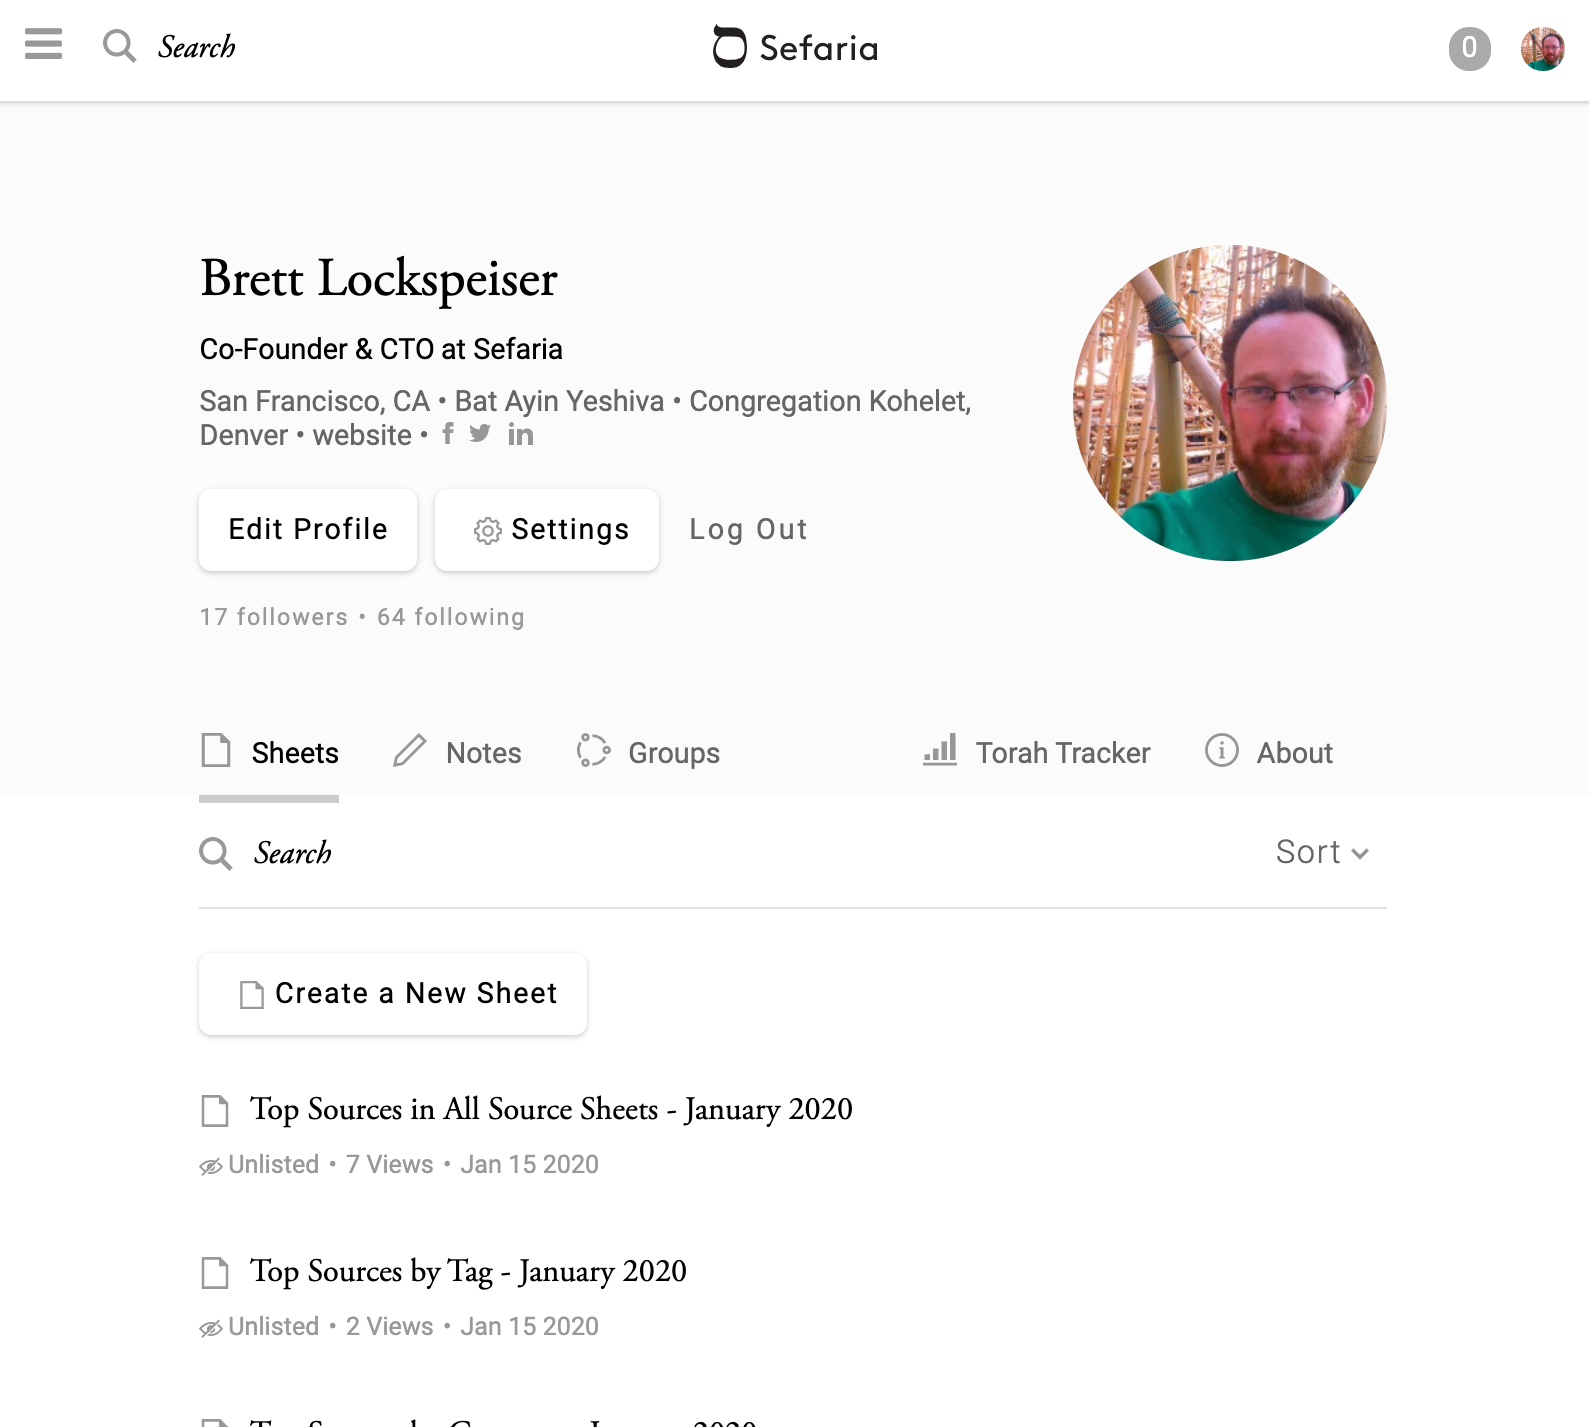 Search
Sefaria
0
Brett Lockspeiser
Co-Founder & CTO at Sefaria
San Francisco, CA • Bat Ayin Yeshiva • Congregation Kohelet,
Denver • website •
Edit Profile
Settings
Log Out
17 followers • 64 following
Sheets
Notes
Groups
Torah Tracker
About
Search
Sort
Create a New Sheet
Top Sources in All Source Sheets - January 2020
Unlisted • 7 Views • Jan 15 2020
Top Sources by Tag - January 2020
Unlisted • 2 Views • Jan 15 2020